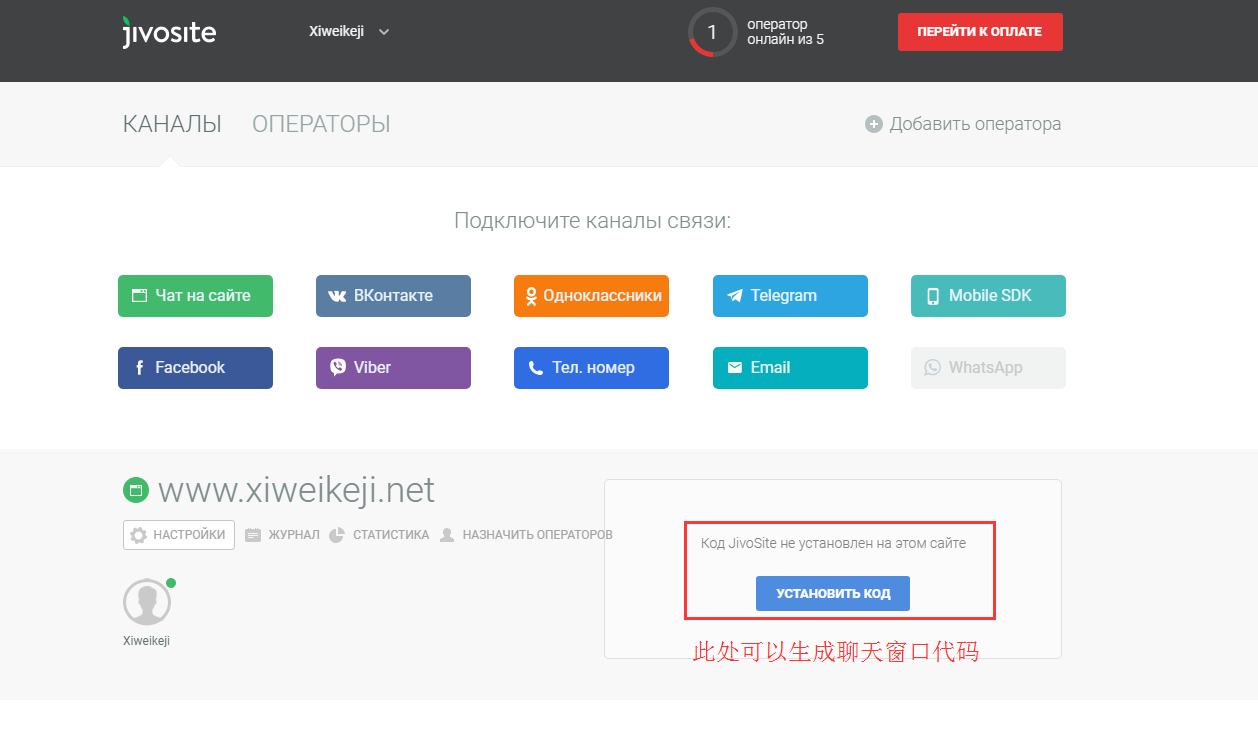 jivosite
Xiweikeji
1
оператор
онлайн из 5
ПЕРЕЙТИ К ОПЛАТЕ
КАНАЛЫ
ОПЕРАТОРЫ
Добавить оператора
Подключите каналы связи:
Чат на сайте
ВКонтакте
Одноклассники
Telegram
Mobile SDK
Facebook
Viber
Тел. номер
Email
WhatsApp
www.xiweikeji.net
НАСТРОЙКИ
ЖУРНАЛ
СТАТИСТИКА
НАЗНАЧИТЬ ОПЕРАТОРОВ
Xiweikeji
Код JivoSite не установлен на этом сайте
УСТАНОВИТЬ КОД
此处可以生成聊天窗口代码